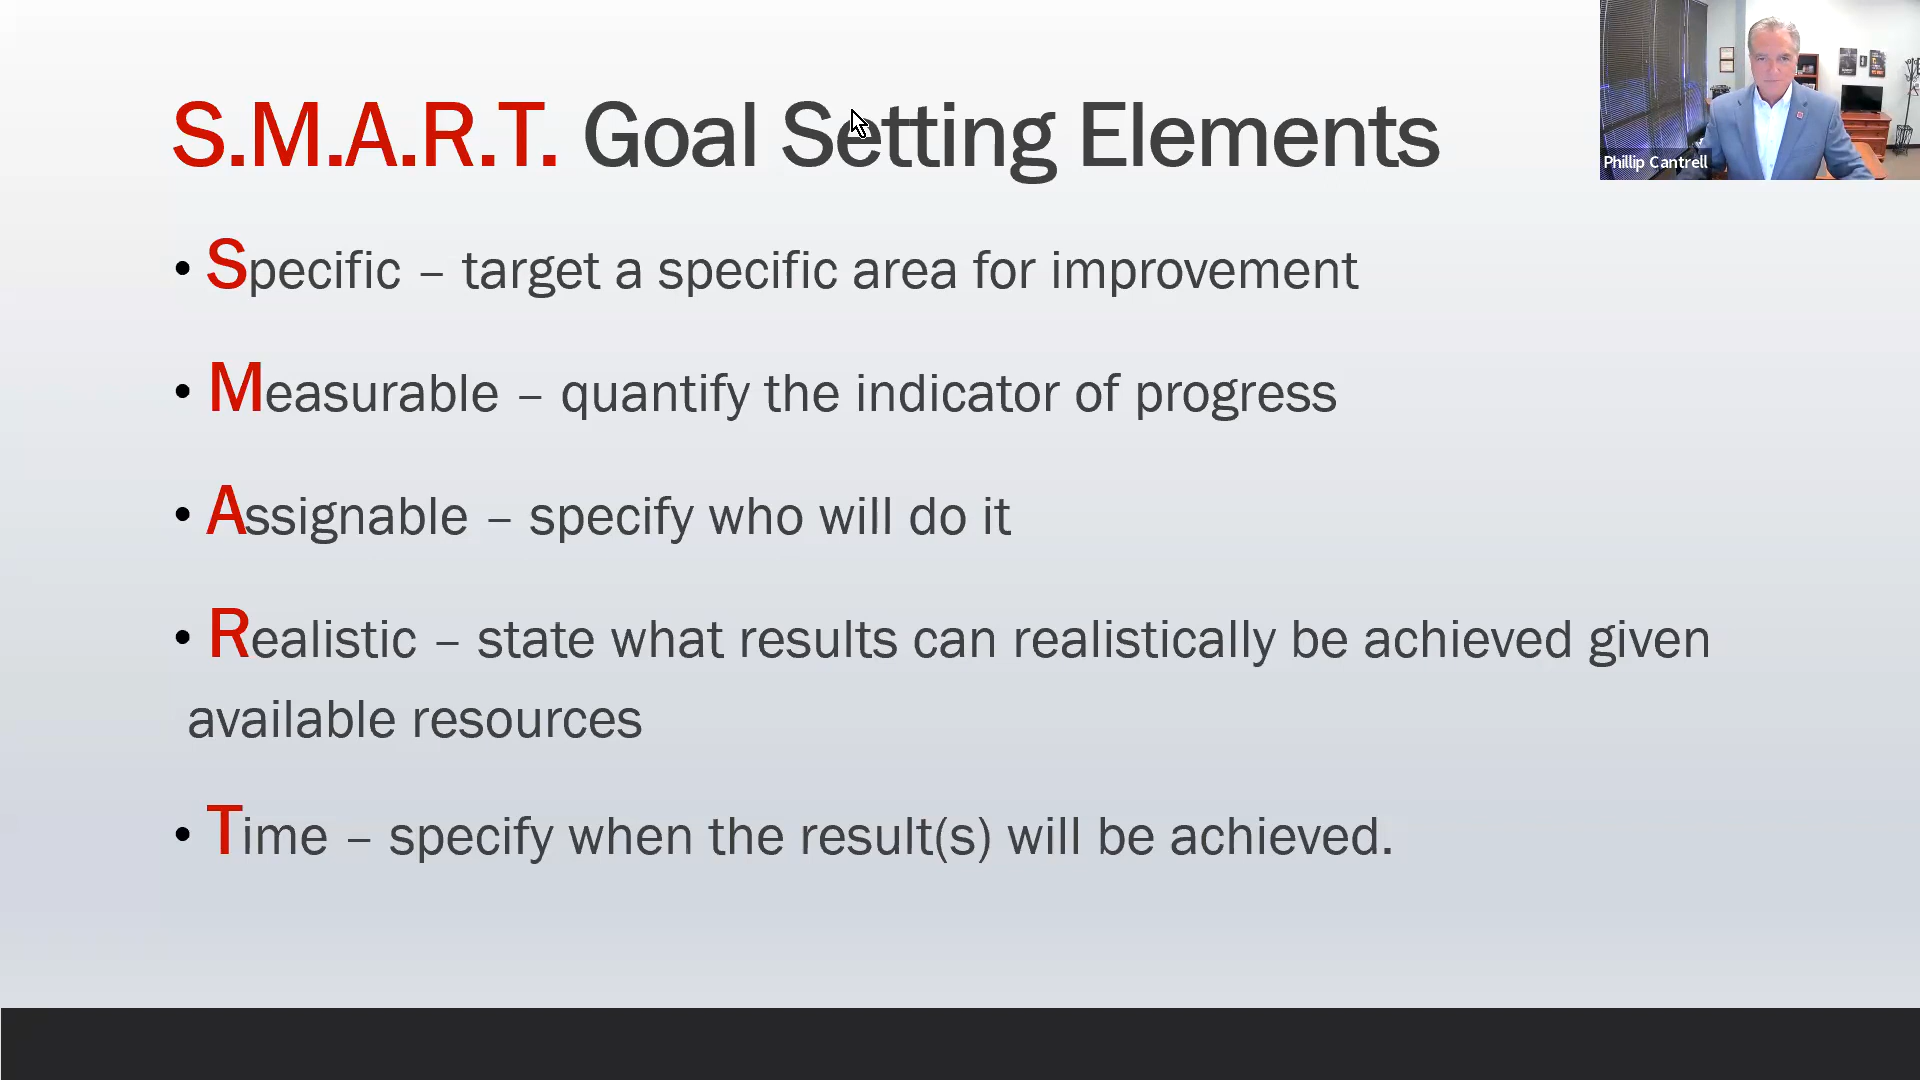 S.M.A.R.T. Goal Setting Elements
Phillip Cantrell
• Specific – target a specific area for improvement
• Measurable – quantify the indicator of progress
• Assignable – specify who will do it
• Realistic – state what results can realistically be achieved given
available resources
• Time – specify when the result(s) will be achieved.